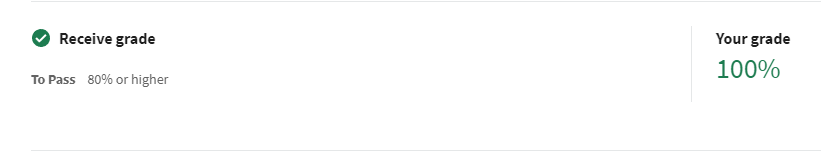 Receive grade
To Pass 80% or higher
Your grade
100%